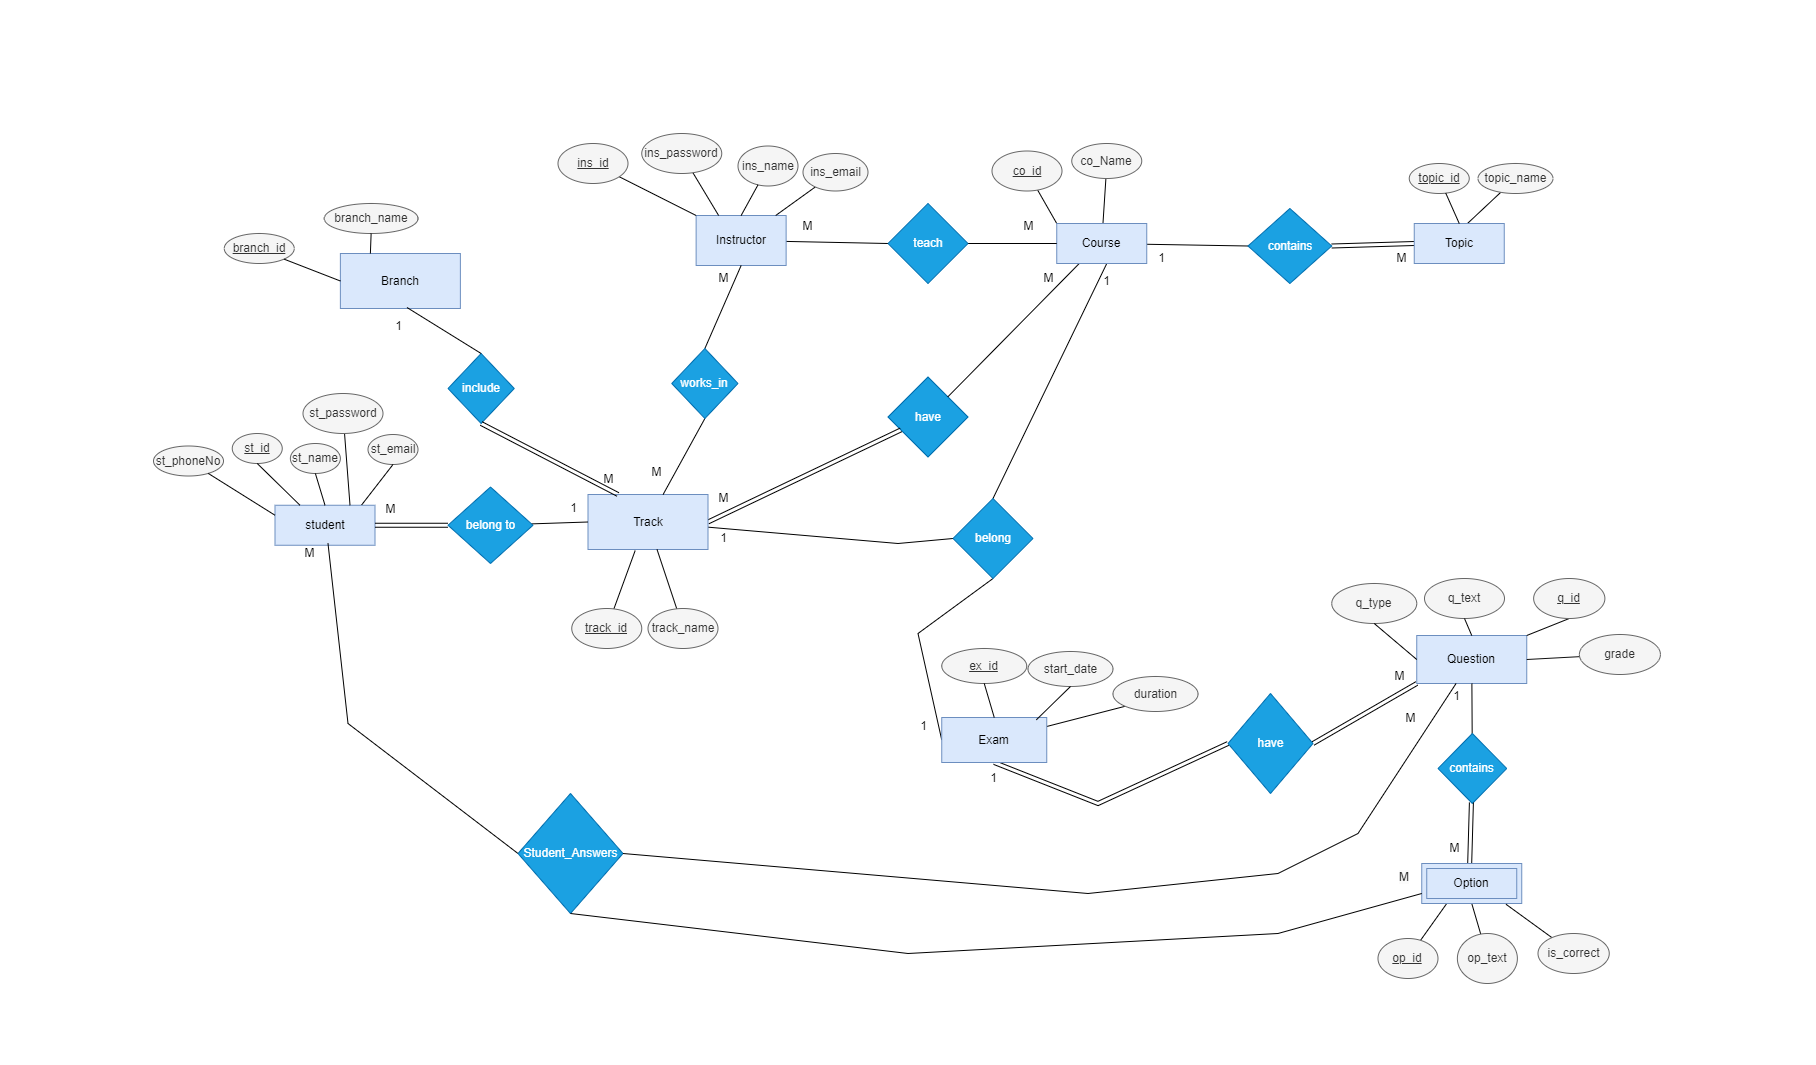 ins_id
ins_password
ins_name
ins_email
co_id
co_Name
topic_id
topic_name
branch_name
branch_id
Instructor
M
teach
M
Course
1
contains
M
Topic
Branch
1
M
M
1
include
works_in
have
st_password
st_phoneNo
st_id
st_name
st_email
M
M
M
student
M
belong to
1
Track
1
belong
M
track_id
track_name
q_type
q_text
q_id
grade
Question
ex_id
start_date
duration
M
1
M
1
Exam
1
have
contains
Student_Answers
M
M
Option
op_id
op_text
is_correct